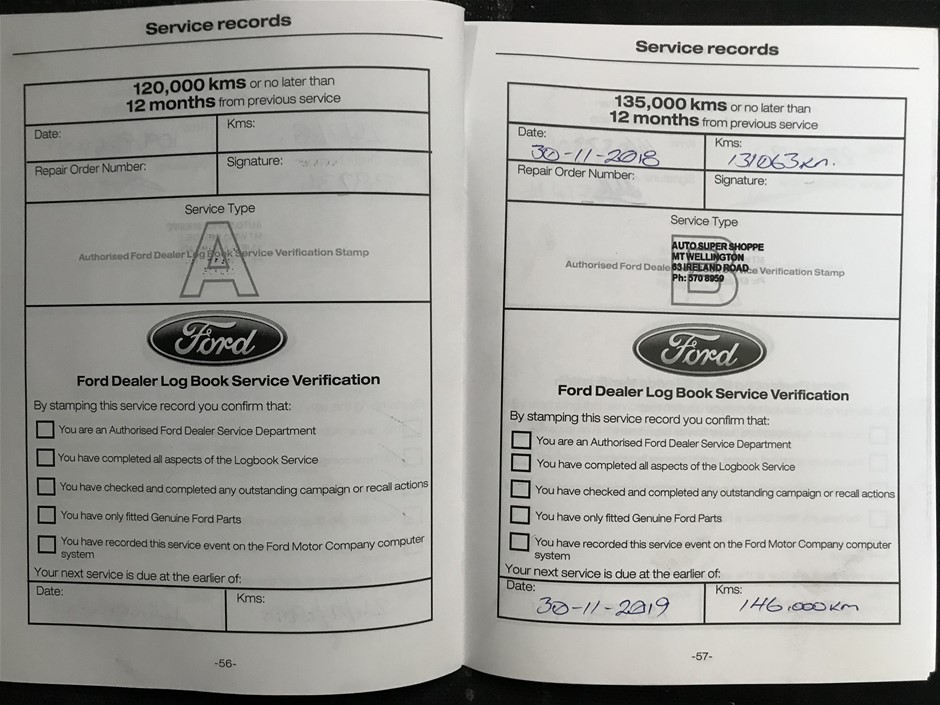 Service records
120,000 kms or no later than
12 months from previous service
Date:
Kms:
Repair Order Number:
Signature:
Service Type
A
Authorised Ford Dealer Log Book Service Verification Stamp
Ford
Ford Dealer Log Book Service Verification
By stamping this service record you confirm that:
You are an Authorised Ford Dealer Service Department
You have completed all aspects of the Logbook Service
You have checked and completed any outstanding campaign or recall actions
You have only fitted Genuine Ford Parts
You have recorded this service event on the Ford Motor Company computer
system
Your next service is due at the earlier of:
Date:
Kms:
-56-
Service records
135,000 kms or no later than
12 months from previous service
Date:
30-11-2018
Kms:
131063km.
Repair Order Number:
Signature:
Service Type
B
AUTO SUPER SHOPPE
MT WELLINGTON
63 IRELAND ROAD
Ph: 570 8959
Authorised Ford Deale ce Verification Stamp
Ford
Ford Dealer Log Book Service Verification
By stamping this service record you confirm that:
You are an Authorised Ford Dealer Service Department
You have completed all aspects of the Logbook Service
You have checked and completed any outstanding campaign or recall actions
You have only fitted Genuine Ford Parts
You have recorded this service event on the Ford Motor Company computer
system
Your next service is due at the earlier of:
Date:
30-11-2019
Kms:
146,000km
-57-